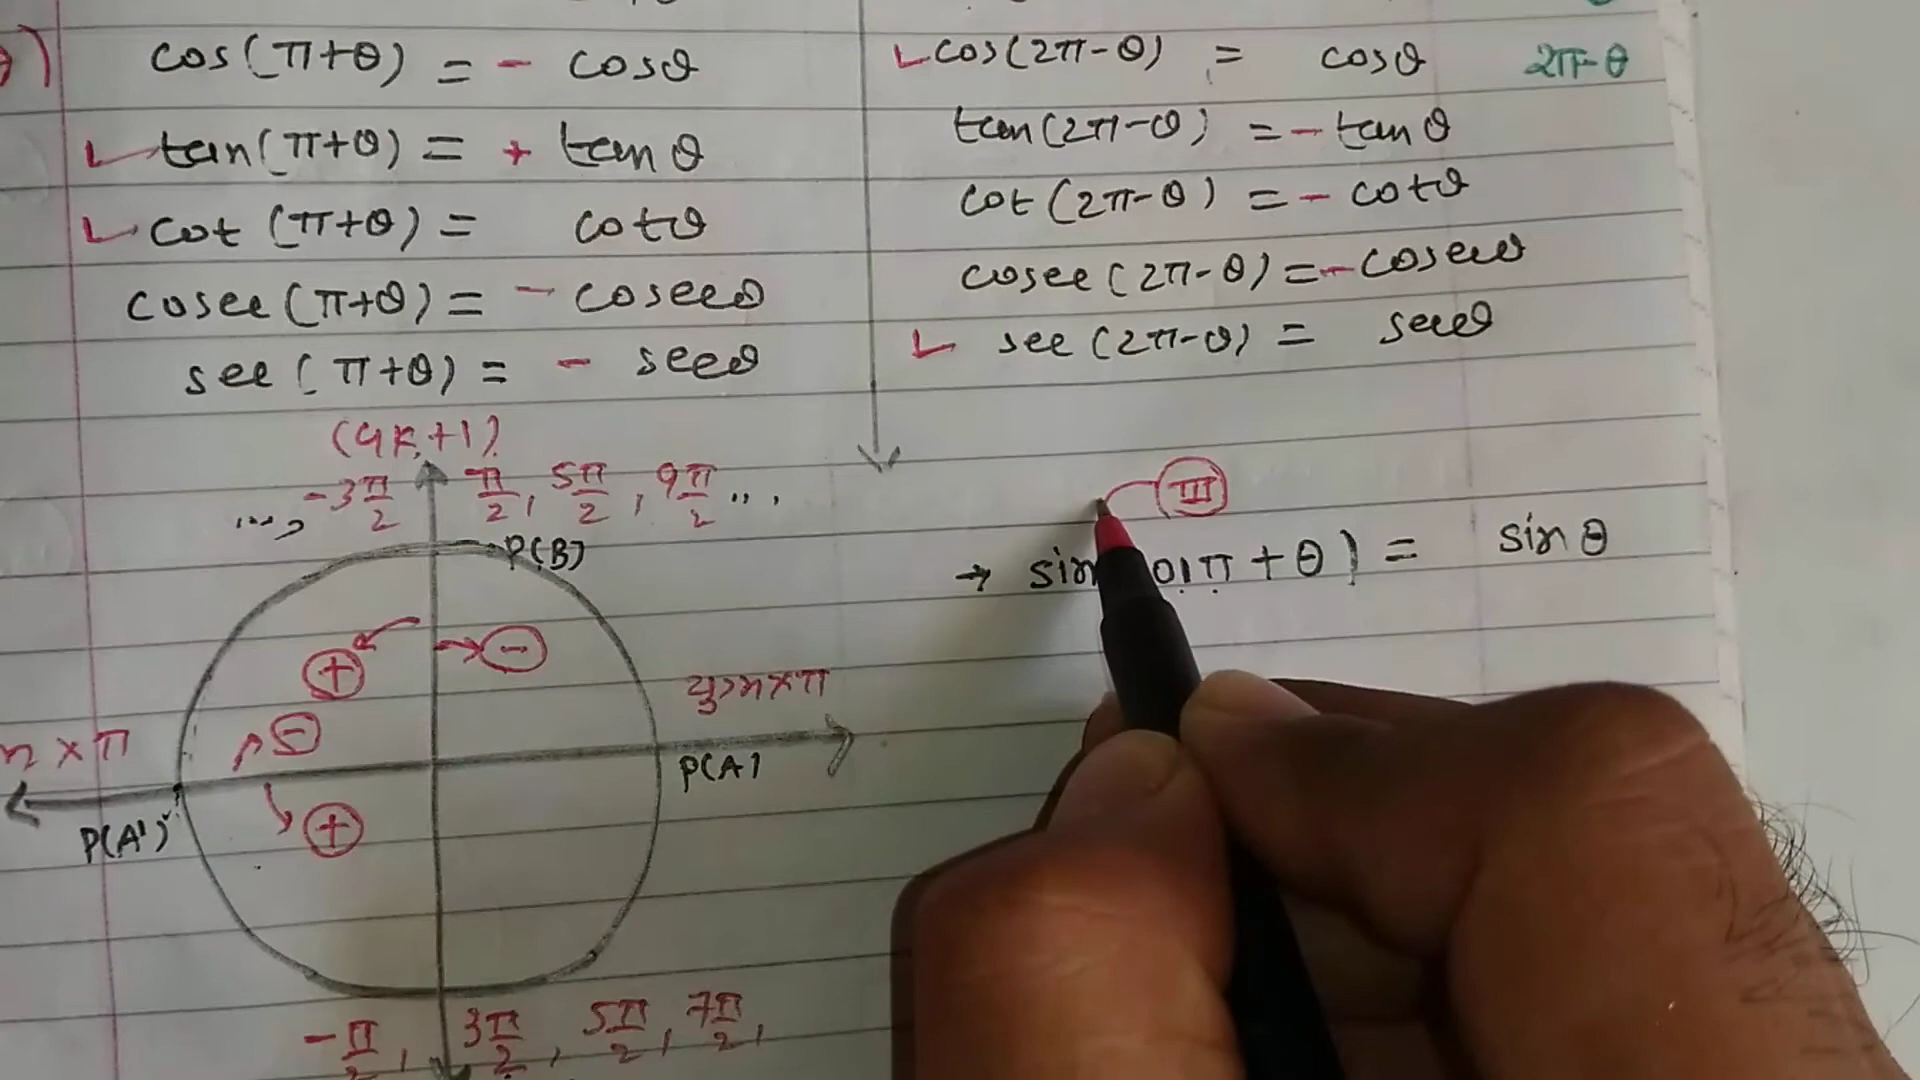 cos(π+θ) = - cosθ
tan(π+θ) = + tanθ
cot (π+θ) = cotθ
cosec(π+θ) = - cosecθ
sec(π+θ) = - secθ
cos(2π-θ) = cosθ 2π-θ
tan(2π-θ) = - tanθ
cot(2π-θ) = - cotθ
cosec(2π-θ) = - cosecθ
sec(2π-θ) = secθ
(4k+1)
..., -3π/2 π/2, 5π/2, 9π/2 ...
P(B)
III
→ sin 01π + θ) = sinθ
+
-
-
+
યુગ્મ×π
P(A)
×π
P(A')
-π/2, 3π/2, 5π/2, 7π/2,